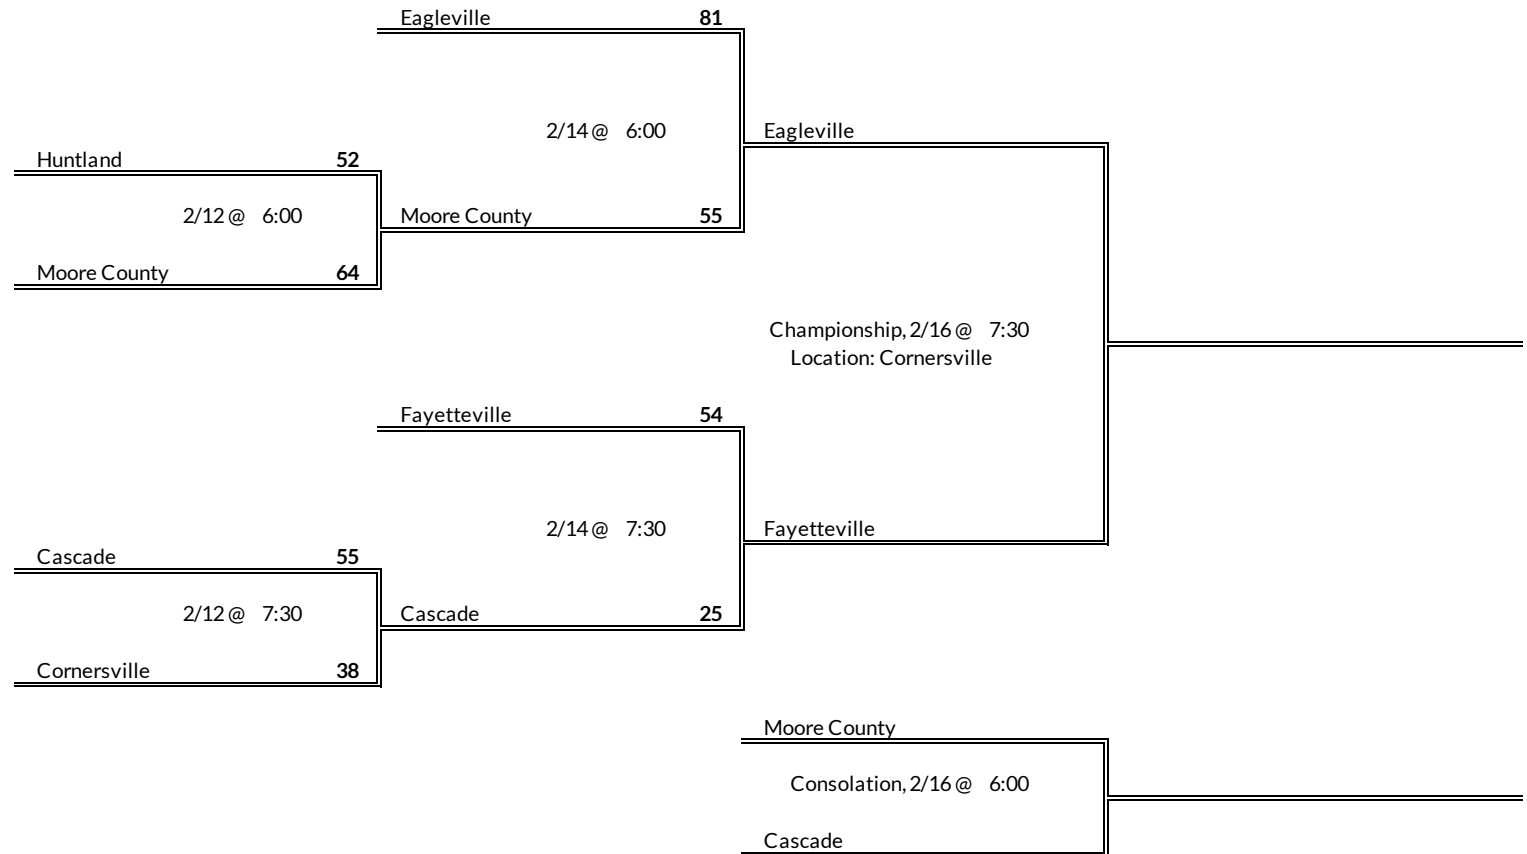 Eagleville 81
2/14 @ 6:00
Eagleville
Huntland 52
2/12 @ 6:00
Moore County 55
Moore County 64
Championship, 2/16 @ 7:30
Location: Cornersville
Fayetteville 54
2/14 @ 7:30
Fayetteville
Cascade 55
2/12 @ 7:30
Cascade 25
Cornersville 38
Moore County
Consolation, 2/16 @ 6:00
Cascade